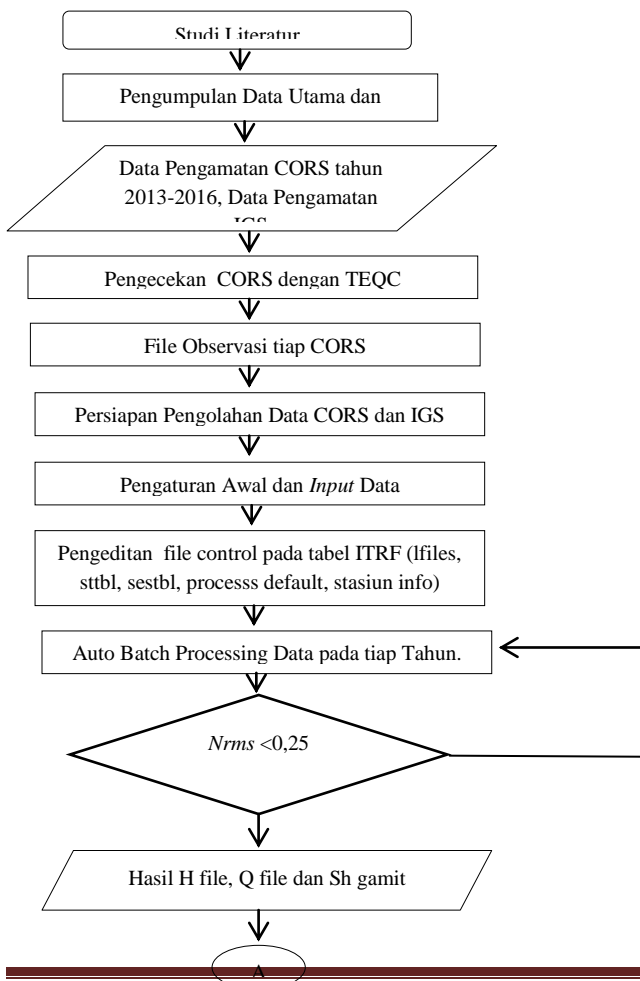 Studi Literatur
Pengumpulan Data Utama dan
Data Pengamatan CORS tahun
2013-2016, Data Pengamatan
IGS
Pengecekan CORS dengan TEQC
File Observasi tiap CORS
Persiapan Pengolahan Data CORS dan IGS
Pengaturan Awal dan Input Data
Pengeditan file control pada tabel ITRF (lfiles,
sttbl, sestbl, processs default, stasiun info)
Auto Batch Processing Data pada tiap Tahun.
Nrms <0,25
Hasil H file, Q file dan Sh gamit
A